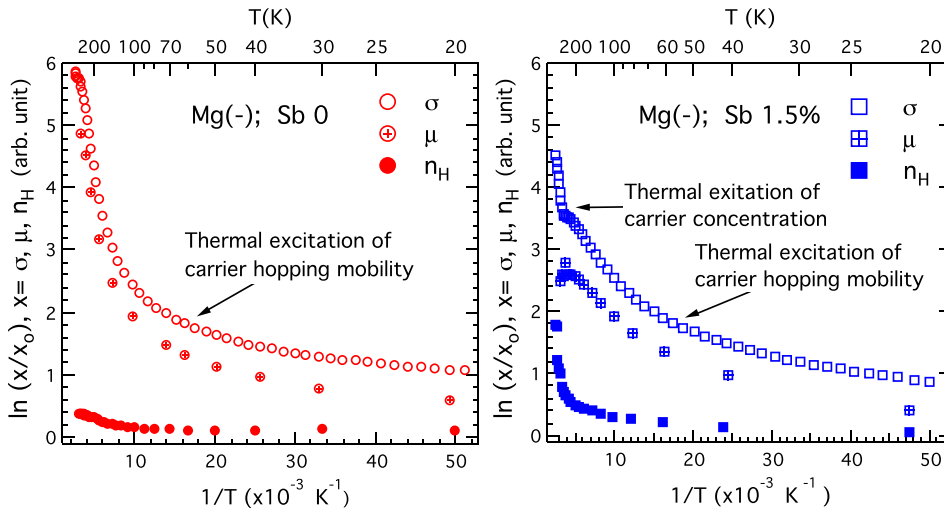 T(K)
200 100 70 50 40 30 25 20
6
5
4
3
2
1
0
ln (x/x₀), x= σ, μ, n_H (arb. unit)
Mg(-); Sb 0
σ
μ
n_H
Thermal excitation of
carrier hopping mobility
10 20 30 40 50
1/T (x10⁻³ K⁻¹)
T (K)
200 100 60 50 40 30 25 20
6
5
4
3
2
1
0
ln (x/x₀), x= σ, μ, n_H (arb. unit)
Mg(-); Sb 1.5%
σ
μ
n_H
Thermal exitation of
carrier concentration
Thermal excitation of
carrier hopping mobility
10 20 30 40 50
1/T (x10⁻³ K⁻¹)